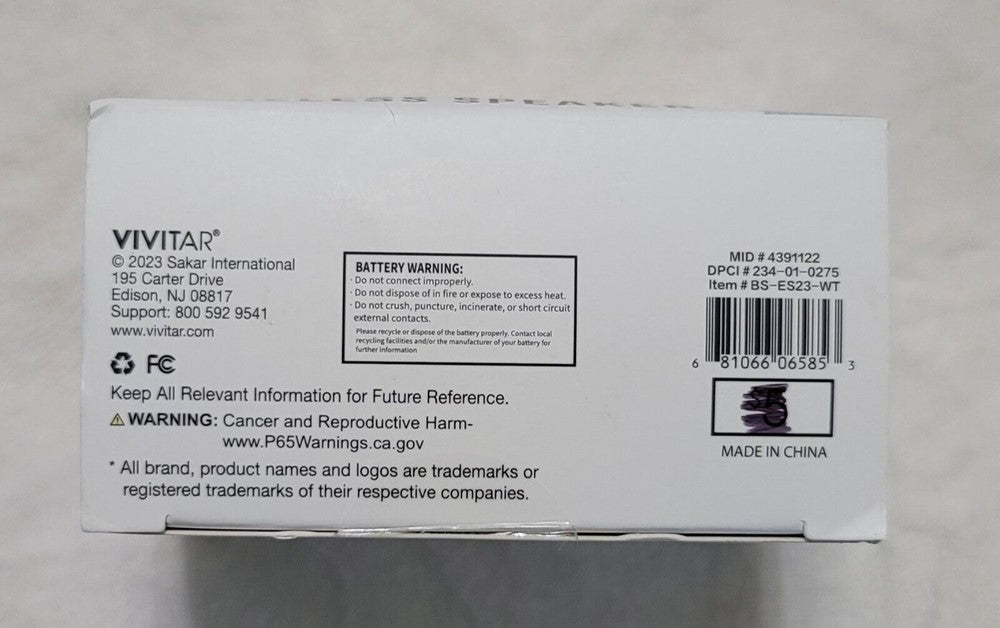 SPEAKER
VIVITAR®
© 2023 Sakar International
195 Carter Drive
Edison, NJ 08817
Support: 800 592 9541
www.vivitar.com
FC
Keep All Relevant Information for Future Reference.
⚠ WARNING: Cancer and Reproductive Harm-
www.P65Warnings.ca.gov
* All brand, product names and logos are trademarks or
registered trademarks of their respective companies.
BATTERY WARNING:
· Do not connect improperly.
· Do not dispose of in fire or expose to excess heat.
· Do not crush, puncture, incinerate, or short circuit
external contacts.
Please recycle or dispose of the battery properly. Contact local
recycling facilities and/or the manufacturer of your battery for
further information
MID # 4391122
DPCI # 234-01-0275
Item # BS-ES23-WT
6 81066 06585 3
MADE IN CHINA